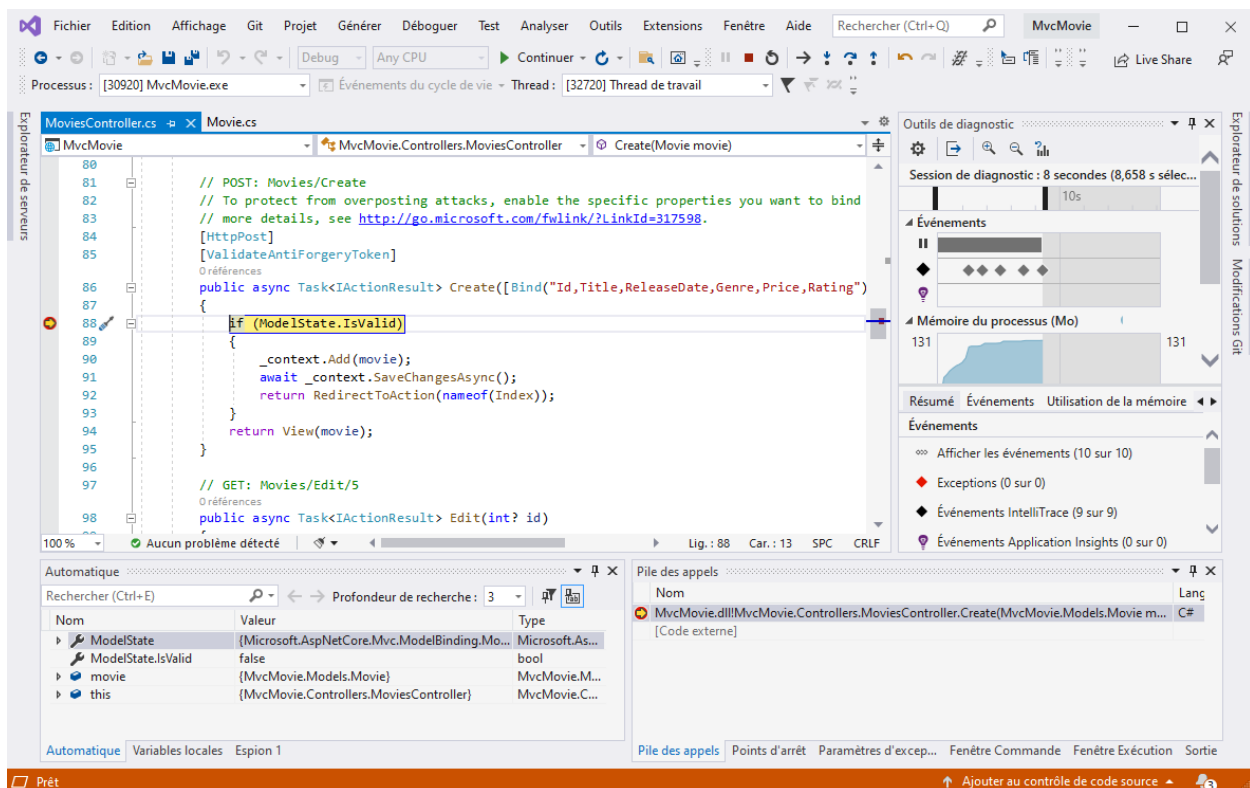 Fichier Edition Affichage Git Projet Générer Déboguer Test Analyser Outils Extensions Fenêtre Aide Rechercher (Ctrl+Q) MvcMovie
Debug Any CPU Continuer Live Share
Processus : [30920] MvcMovie.exe Événements du cycle de vie Thread : [32720] Thread de travail
Explorateur de serveurs
MoviesController.cs Movie.cs
MvcMovie MvcMovie.Controllers.MoviesController Create(Movie movie)
80
81 // POST: Movies/Create
82 // To protect from overposting attacks, enable the specific properties you want to bind
83 // more details, see http://go.microsoft.com/fwlink/?LinkId=317598.
84 [HttpPost]
85 [ValidateAntiForgeryToken]
0 références
86 public async Task<IActionResult> Create([Bind("Id,Title,ReleaseDate,Genre,Price,Rating")
87 {
88 if (ModelState.IsValid)
89 {
90 _context.Add(movie);
91 await _context.SaveChangesAsync();
92 return RedirectToAction(nameof(Index));
93 }
94 return View(movie);
95 }
96
97 // GET: Movies/Edit/5
0 références
98 public async Task<IActionResult> Edit(int? id)
100 % Aucun problème détecté Lig. : 88 Car. : 13 SPC CRLF
Outils de diagnostic
Session de diagnostic : 8 secondes (8,658 s sélec...
10s
Événements
Mémoire du processus (Mo)
131 131
Résumé Événements Utilisation de la mémoire
Événements
Afficher les événements (10 sur 10)
Exceptions (0 sur 0)
Événements IntelliTrace (9 sur 9)
Événements Application Insights (0 sur 0)
Explorateur de solutions
Modifications Git
Automatique
Rechercher (Ctrl+E) Profondeur de recherche : 3
Nom Valeur Type
ModelState {Microsoft.AspNetCore.Mvc.ModelBinding.Mo... Microsoft.As...
ModelState.IsValid false bool
movie {MvcMovie.Models.Movie} MvcMovie.M...
this {MvcMovie.Controllers.MoviesController} MvcMovie.C...
Automatique Variables locales Espion 1
Pile des appels
Nom Lang
MvcMovie.dll!MvcMovie.Controllers.MoviesController.Create(MvcMovie.Models.Movie m... C#
[Code externe]
Pile des appels Points d'arrêt Paramètres d'excep... Fenêtre Commande Fenêtre Exécution Sortie
Prêt Ajouter au contrôle de code source 3